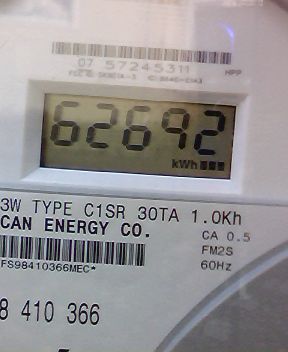 07 57245311 HPP
62692
kWh
3W TYPE C1SR 30TA 1.0Kh
CAN ENERGY CO. CA 0.5
FM2S
FS98410366MEC* 60Hz
8 410 366